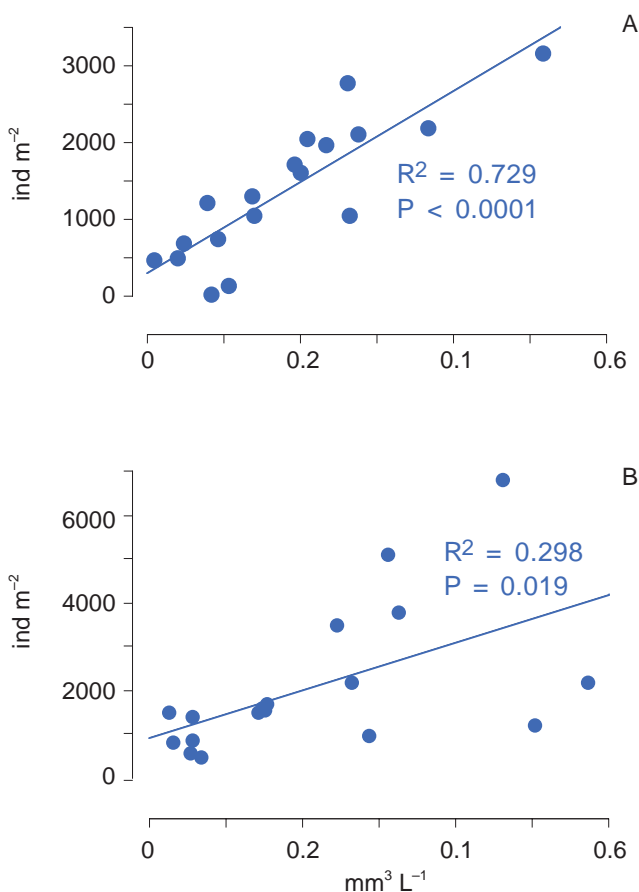 A
3000
2000
1000
0
ind m⁻²
R² = 0.729
P < 0.0001
0 0.2 0.1 0.6
B
6000
4000
2000
0
ind m⁻²
R² = 0.298
P = 0.019
0 0.2 0.1 0.6
mm³ L⁻¹